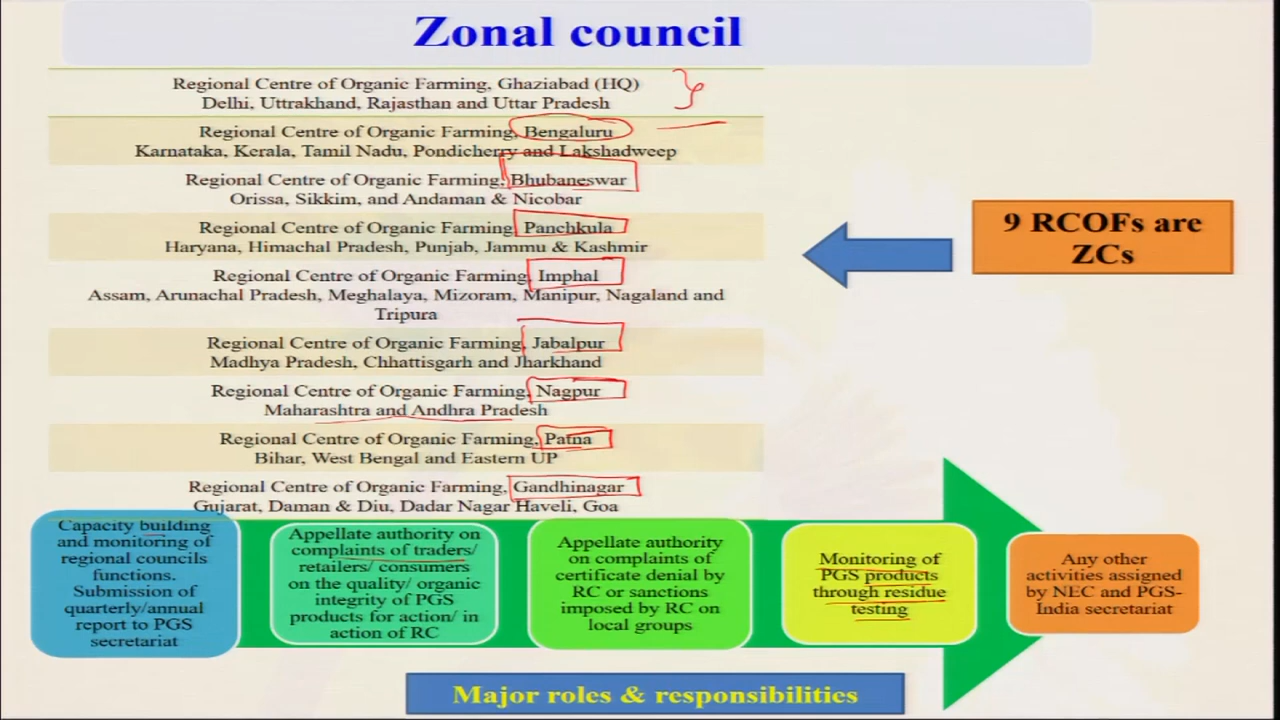 Zonal council
Regional Centre of Organic Farming, Ghaziabad (HQ)
Delhi, Uttrakhand, Rajasthan and Uttar Pradesh
Regional Centre of Organic Farming, Bengaluru
Karnataka, Kerala, Tamil Nadu, Pondicherry and Lakshadweep
Regional Centre of Organic Farming, Bhubaneswar
Orissa, Sikkim, and Andaman & Nicobar
Regional Centre of Organic Farming, Panchkula
Haryana, Himachal Pradesh, Punjab, Jammu & Kashmir
Regional Centre of Organic Farming, Imphal
Assam, Arunachal Pradesh, Meghalaya, Mizoram, Manipur, Nagaland and
Tripura
Regional Centre of Organic Farming, Jabalpur
Madhya Pradesh, Chhattisgarh and Jharkhand
Regional Centre of Organic Farming, Nagpur
Maharashtra and Andhra Pradesh
Regional Centre of Organic Farming, Patna
Bihar, West Bengal and Eastern UP
Regional Centre of Organic Farming, Gandhinagar
Gujarat, Daman & Diu, Dadar Nagar Haveli, Goa
9 RCOFs are
ZCs
Capacity building
and monitoring of
regional councils
functions.
Submission of
quarterly/annual
report to PGS
secretariat
Appellate authority on
complaints of traders/
retailers/ consumers
on the quality/ organic
integrity of PGS
products for action/ in
action of RC
Appellate authority
on complaints of
certificate denial by
RC or sanctions
imposed by RC on
local groups
Monitoring of
PGS products
through residue
testing
Any other
activities assigned
by NEC and PGS-
India secretariat
Major roles & responsibilities